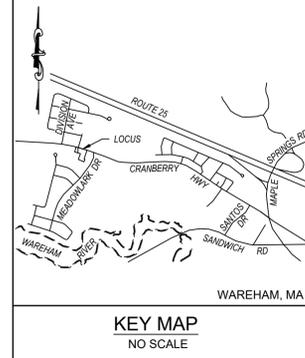 ROUTE 25
DIVISION
AVE
LOCUS
SPRINGS RD
CRANBERRY
HWY
MAPLE
MEADOWLARK DR
SANTOS
DR
WAREHAM
RIVER
SANDWICH
RD
WAREHAM, MA
KEY MAP
NO SCALE